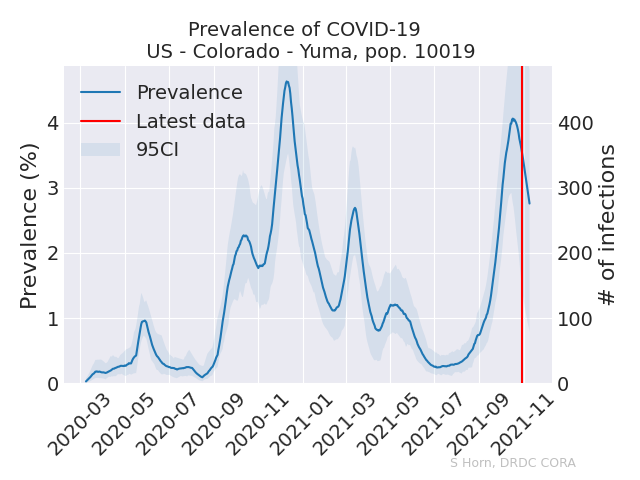 Prevalence of COVID-19
US - Colorado - Yuma, pop. 10019
Prevalence
Latest data
95CI
Prevalence (%)
4
3
2
1
0
# of infections
400
300
200
100
0
2020-03
2020-05
2020-07
2020-09
2020-11
2021-01
2021-03
2021-05
2021-07
2021-09
2021-11
S Horn, DRDC CORA